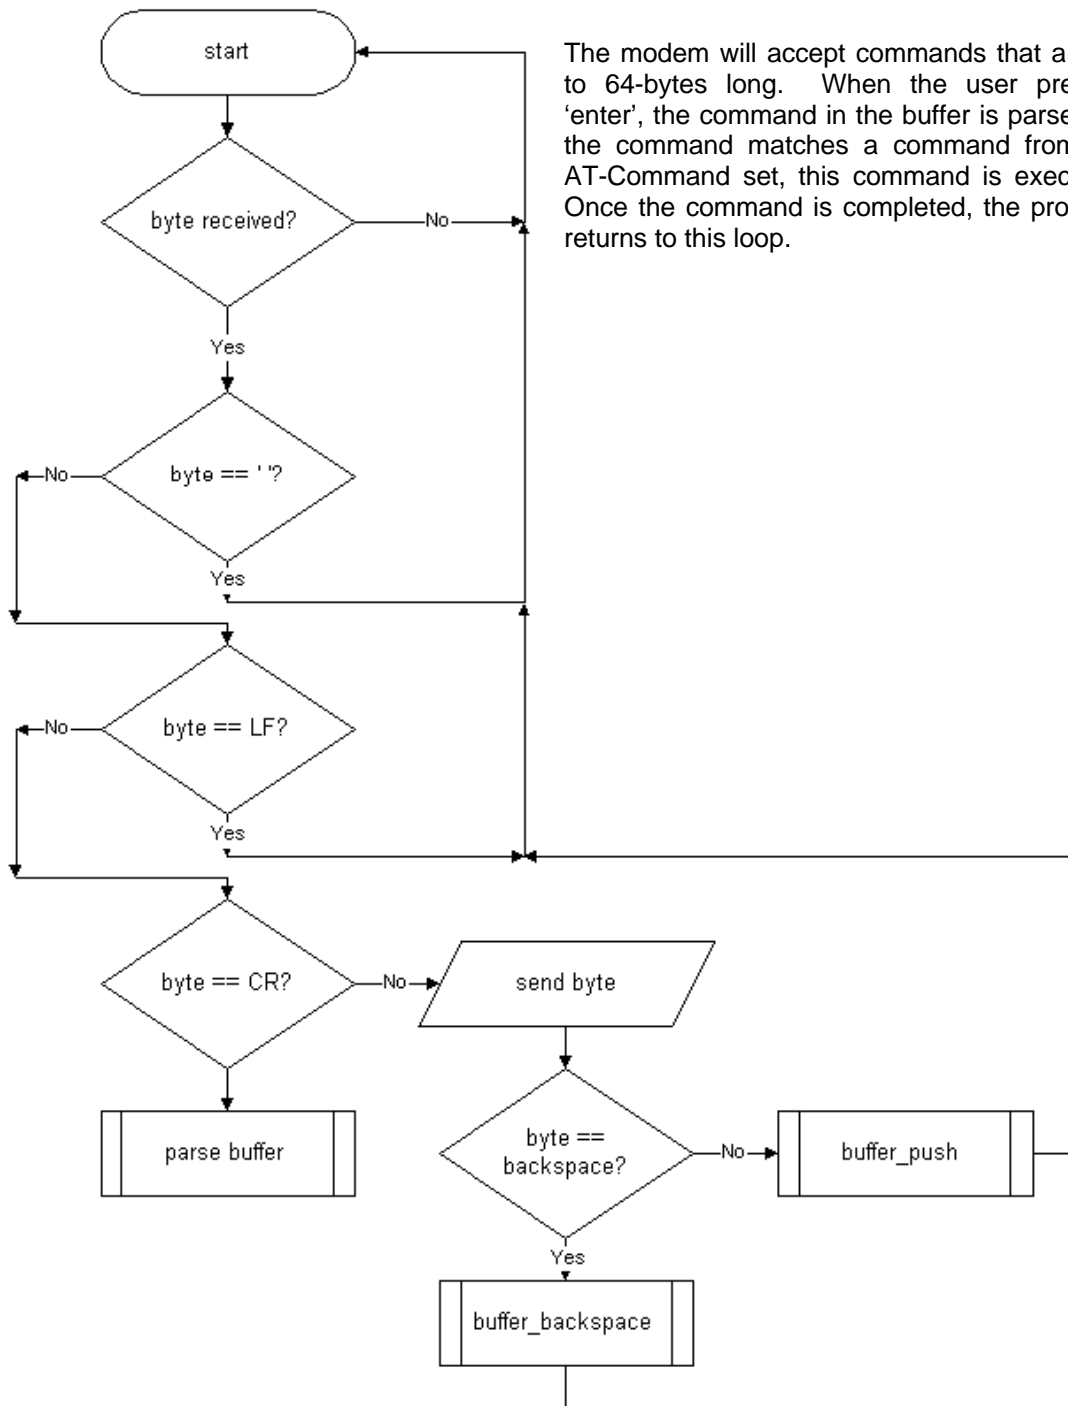 start
The modem will accept commands that a
to 64-bytes long. When the user pre
‘enter’, the command in the buffer is parse
the command matches a command from
AT-Command set, this command is exec
Once the command is completed, the pro
returns to this loop.
byte received?
No
Yes
byte == ' '?
No
Yes
byte == LF?
No
Yes
byte == CR?
No
send byte
parse buffer
byte ==
backspace?
No
buffer_push
Yes
buffer_backspace